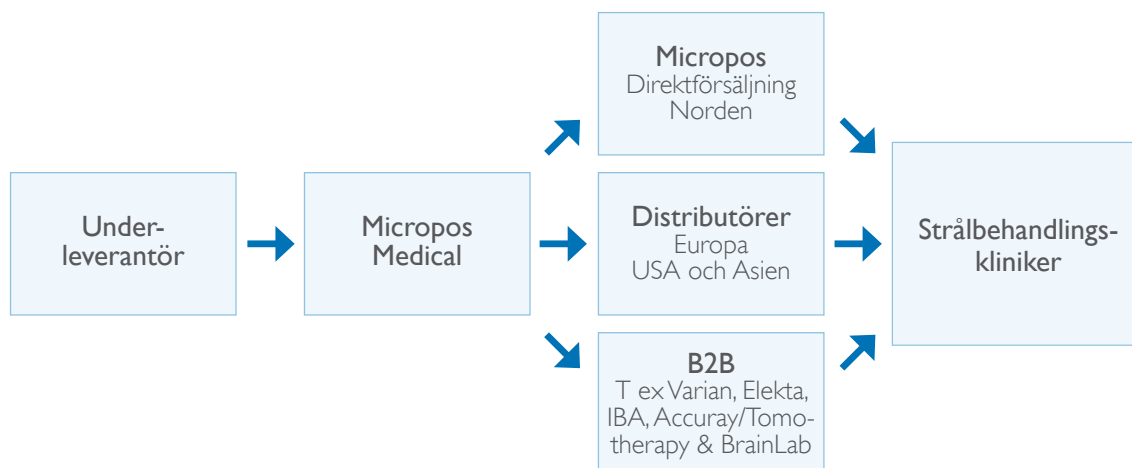 Under-
leverantör
Micropos
Medical
Micropos
Direktförsäljning
Norden
Distributörer
Europa
USA och Asien
B2B
T ex Varian, Elekta,
IBA, Accuray/Tomo-
therapy & BrainLab
Strålbehandlings-
kliniker